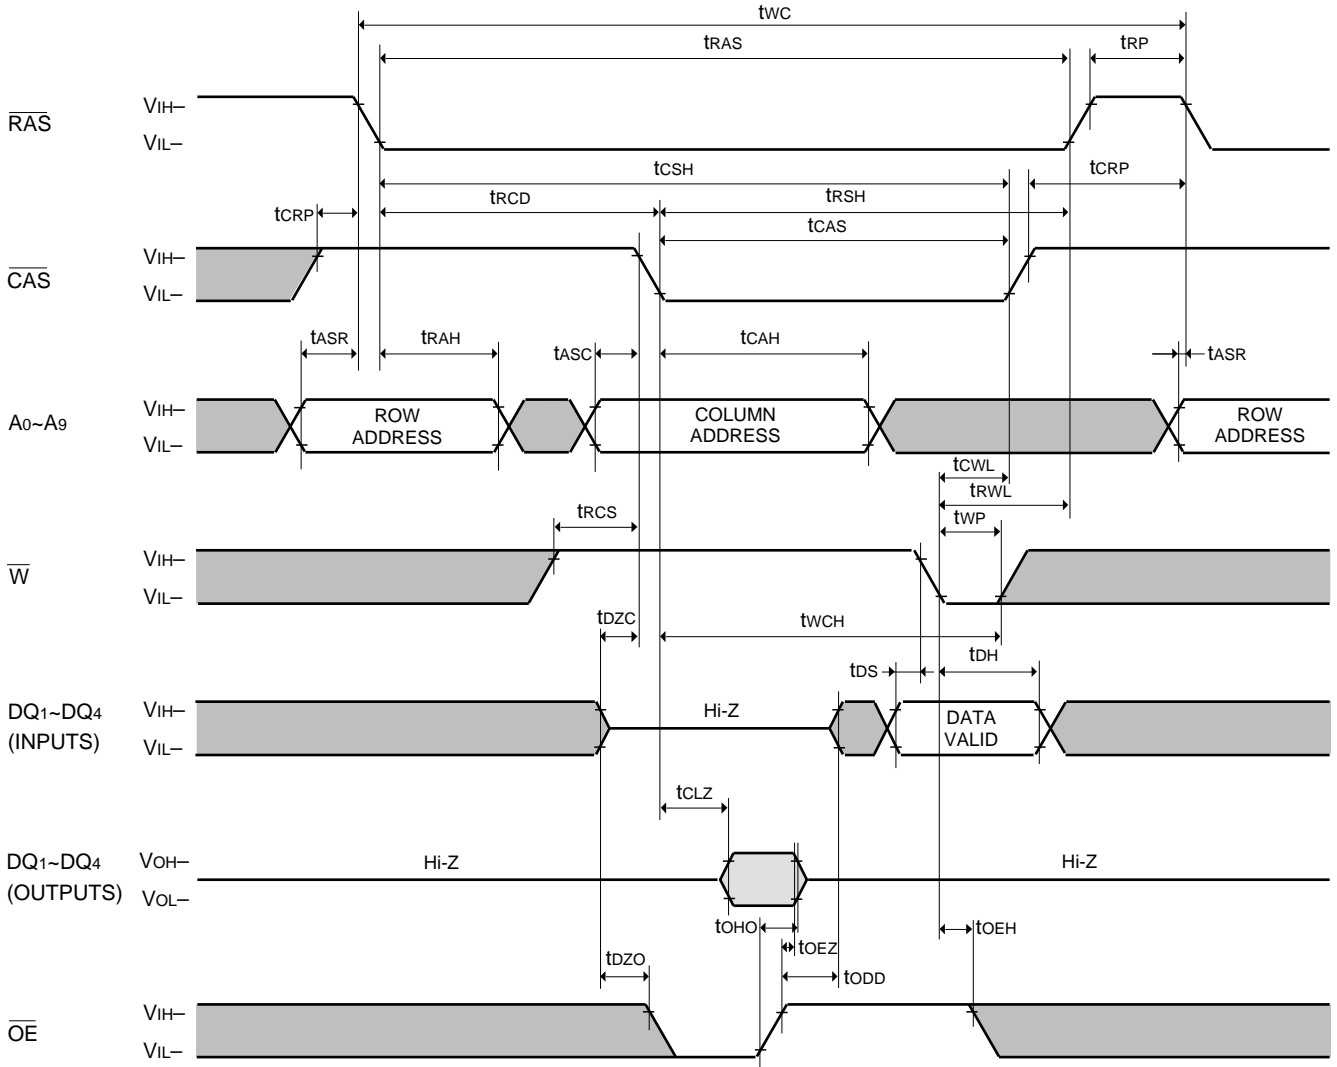 tWC
tRAS
tRP
RAS
VIH–
VIL–
tCSH
tCRP
tRCD
tRSH
tCRP
tCAS
CAS
VIH–
VIL–
tASR
tRAH
tASC
tCAH
tASR
A0~A9
VIH–
VIL–
ROW
ADDRESS
COLUMN
ADDRESS
ROW
ADDRESS
tCWL
tRWL
tRCS
tWP
W
VIH–
VIL–
tDZC
tWCH
tDS
tDH
DQ1~DQ4
(INPUTS)
VIH–
VIL–
Hi-Z
DATA
VALID
tCLZ
DQ1~DQ4
(OUTPUTS)
VOH–
VOL–
Hi-Z
Hi-Z
tOHO
tOEZ
tOEH
tDZO
tODD
OE
VIH–
VIL–